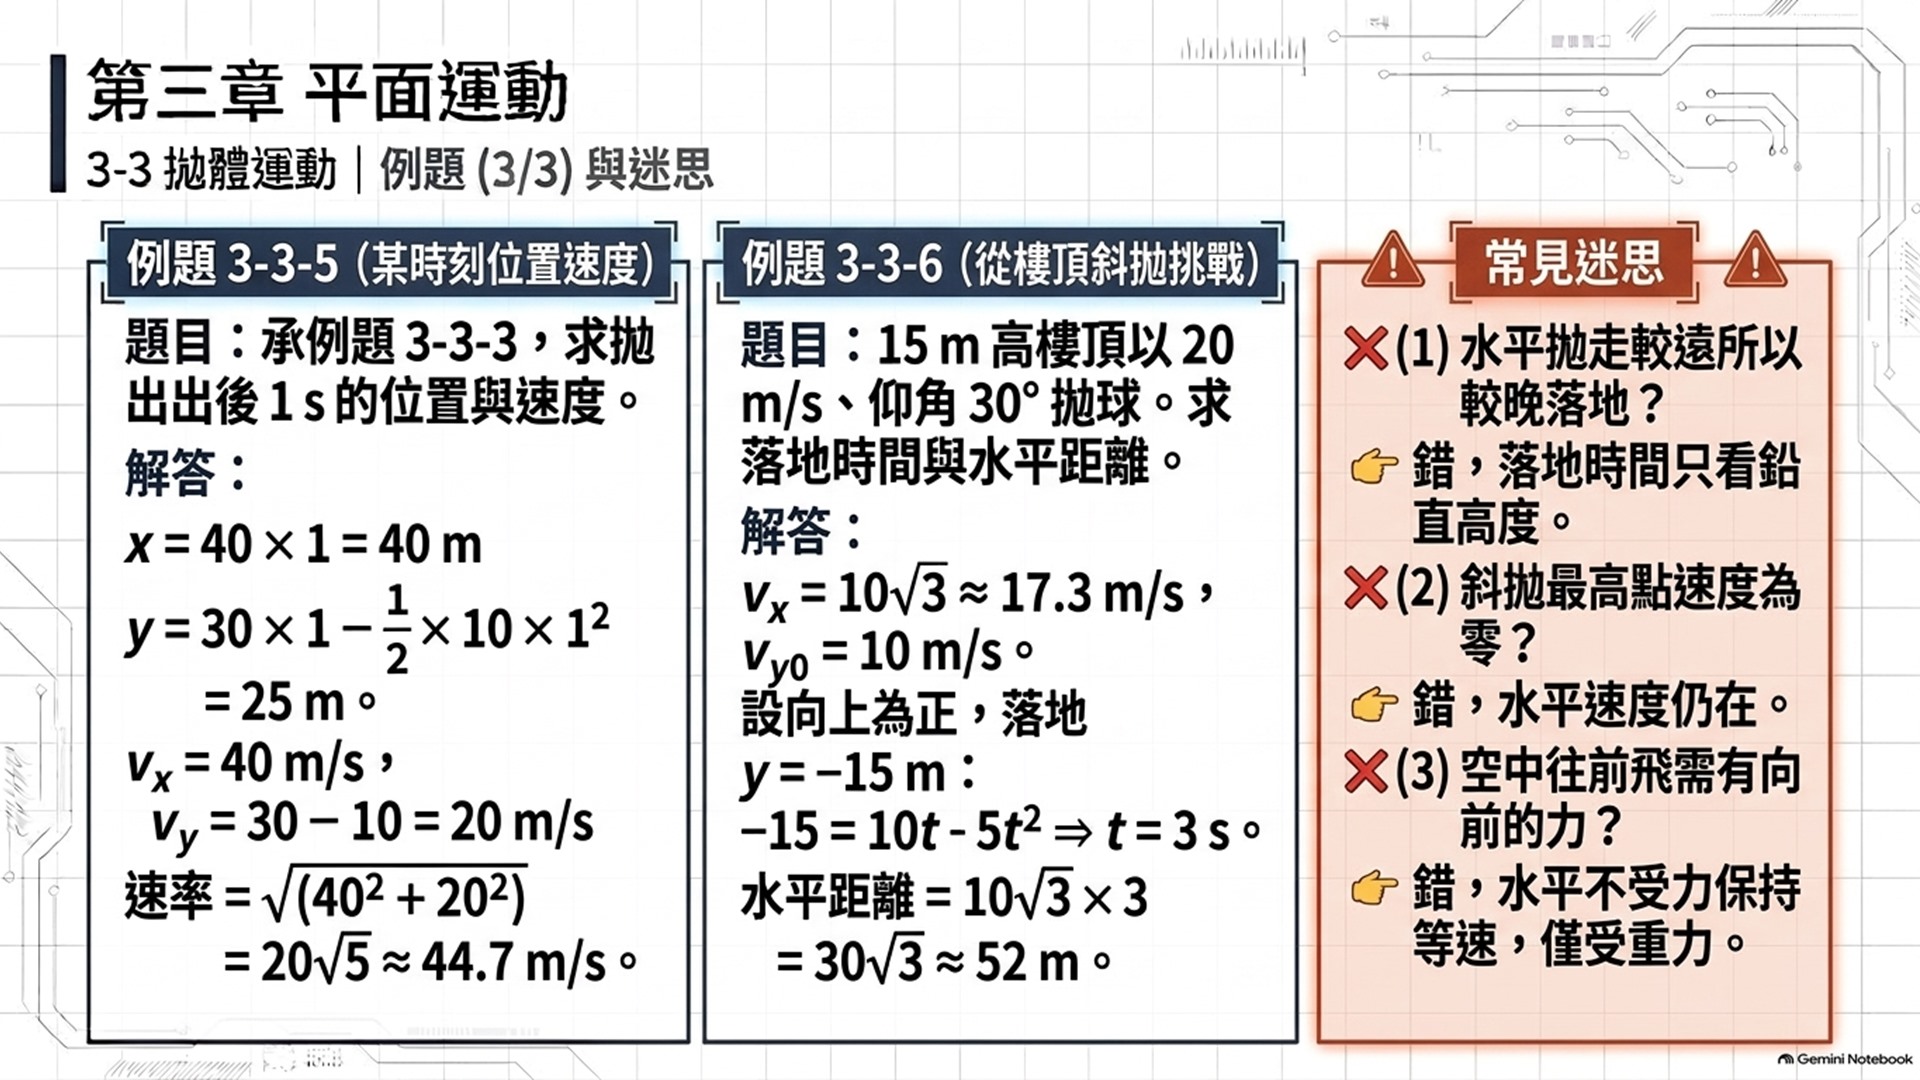 第三章 平面運動
3-3 拋體運動｜例題 (3/3) 與迷思
例題 3-3-5（某時刻位置速度）
題目：承例題 3-3-3，求拋
出出後 1 s 的位置與速度。
解答：
x = 40 × 1 = 40 m
y = 30 × 1 − 1/2 × 10 × 1²
= 25 m。
vₓ = 40 m/s，
v_y = 30 − 10 = 20 m/s
速率 = √(40² + 20²)
= 20√5 ≈ 44.7 m/s。
例題 3-3-6（從樓頂斜拋挑戰）
題目：15 m 高樓頂以 20
m/s、仰角 30° 拋球。求
落地時間與水平距離。
解答：
vₓ = 10√3 ≈ 17.3 m/s，
v_y0 = 10 m/s。
設向上為正，落地
y = −15 m：
−15 = 10t - 5t² ⇒ t = 3 s。
水平距離 = 10√3 × 3
= 30√3 ≈ 52 m。
常見迷思
❌(1) 水平拋走較遠所以
較晚落地？
👉 錯，落地時間只看鉛
直高度。
❌(2) 斜拋最高點速度為
零？
👉 錯，水平速度仍在。
❌(3) 空中往前飛需有向
前的力？
👉 錯，水平不受力保持
等速，僅受重力。
Gemini Notebook